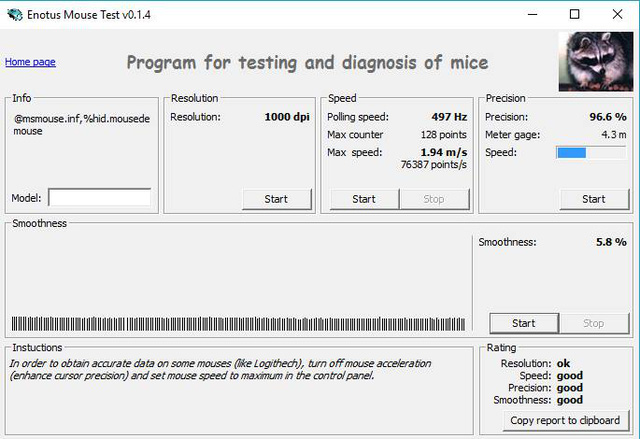 Enotus Mouse Test v0.1.4
Home page
Program for testing and diagnosis of mice
Info
@msmouse.inf,%hid.mousede
mouse
Model:
Resolution
Resolution: 1000 dpi
Start
Speed
Polling speed: 497 Hz
Max counter 128 points
Max speed: 1.94 m/s
76387 points/s
Start Stop
Precision
Precision: 96.6 %
Meter gage: 4.3 m
Speed:
Start
Smoothness
Smoothness: 5.8 %
Start Stop
Instuctions
In order to obtain accurate data on some mouses (like Logithech), turn off mouse acceleration
(enhance cursor precision) and set mouse speed to maximum in the control panel.
Rating
Resolution: ok
Speed: good
Precision: good
Smoothness: good
Copy report to clipboard